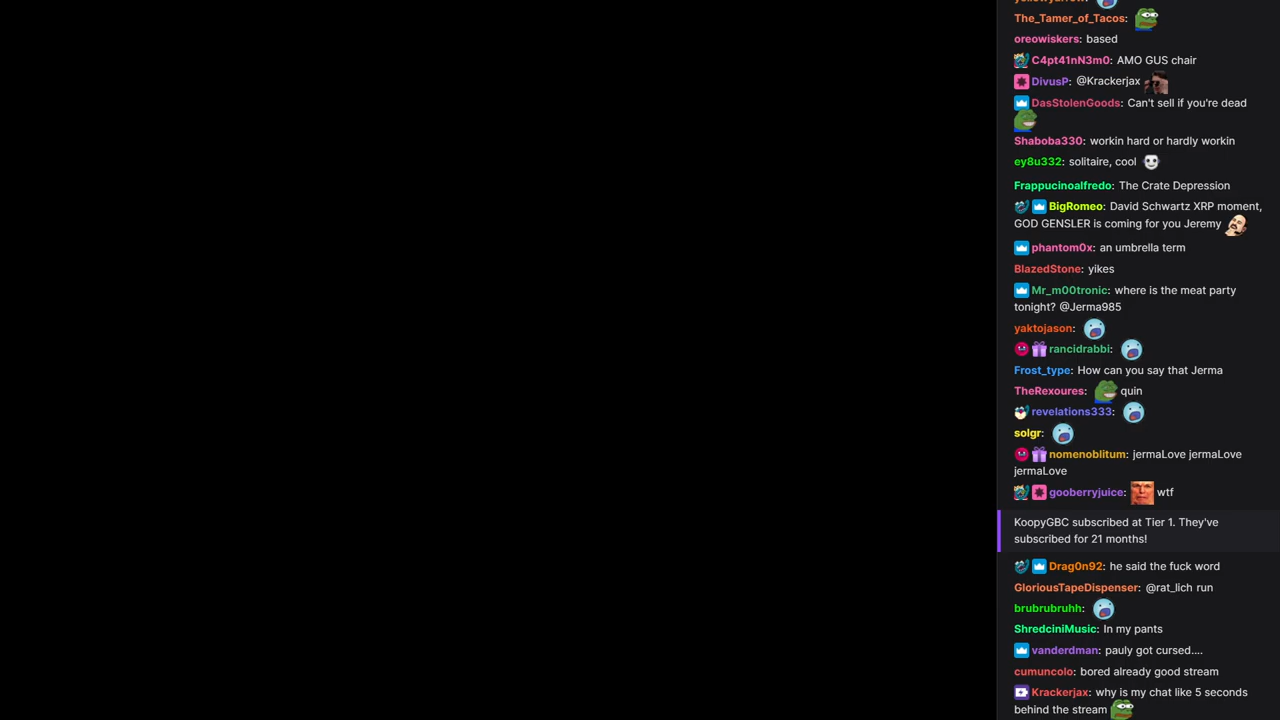 The_Tamer_of_Tacos:
oreowiskers: based
C4pt41nN3m0: AMO GUS chair
DivusP: @Krackerjax
DasStolenGoods: Can't sell if you're dead
Shaboba330: workin hard or hardly workin
ey8u332: solitaire, cool
Frappucinoalfredo: The Crate Depression
BigRomeo: David Schwartz XRP moment,
GOD GENSLER is coming for you Jeremy
phantom0x: an umbrella term
BlazedStone: yikes
Mr_m00tronic: where is the meat party
tonight? @Jerma985
yaktojason:
rancidrabbi:
Frost_type: How can you say that Jerma
TheRexoures: quin
revelations333:
solgr:
nomenoblitum: jermaLove jermaLove
jermaLove
gooberryjuice: wtf
KoopyGBC subscribed at Tier 1. They've
subscribed for 21 months!
Drag0n92: he said the fuck word
GloriousTapeDispenser: @rat_lich run
brubrubruhh:
ShredciniMusic: In my pants
vanderdman: pauly got cursed....
cumuncolo: bored already good stream
Krackerjax: why is my chat like 5 seconds
behind the stream